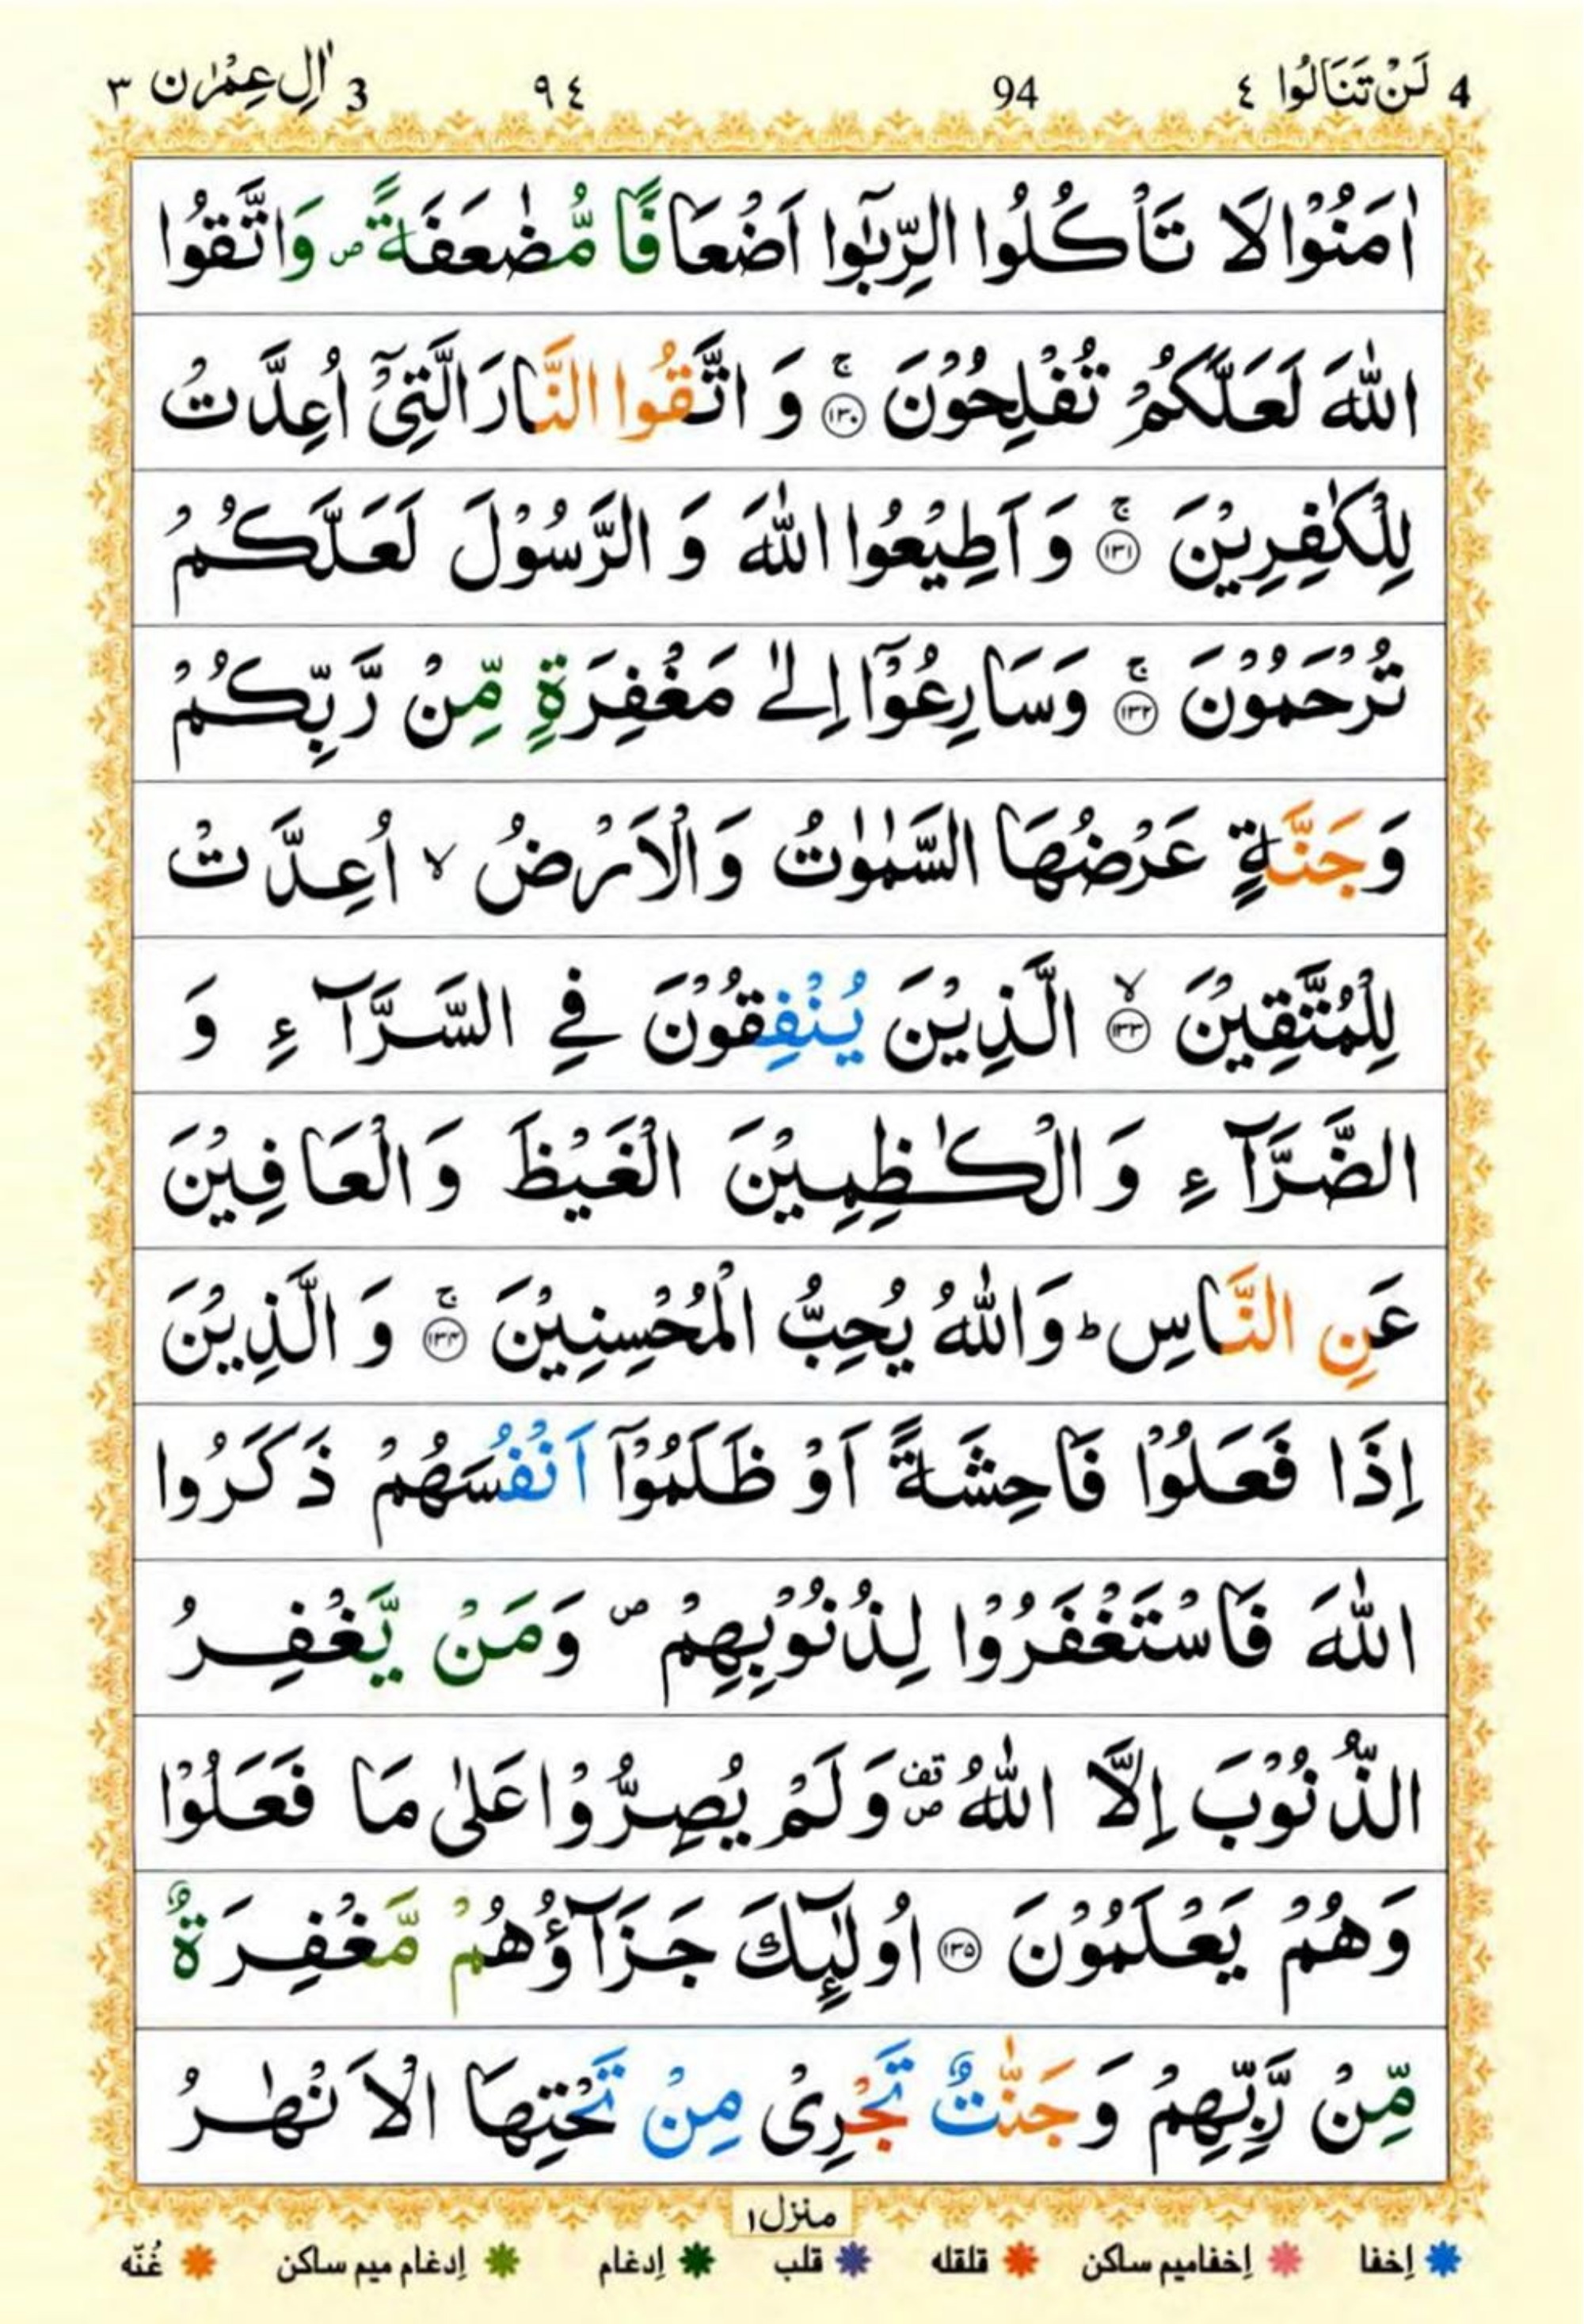 4 لَنْ تَنَالُوا ٤ 94 ٩٤ 3 اٰلِ عِمْرٰن ٣
اٰمَنُوْا لَا تَاْكُلُوا الرِّبٰٓوا اَضْعَافًا مُّضٰعَفَةً ۪ وَاتَّقُوا
اللّٰهَ لَعَلَّكُمْ تُفْلِحُوْنَ ۚ ۱۳۰ وَ اتَّقُوا النَّارَ الَّتِيْۤ اُعِدَّتْ
لِلْكٰفِرِيْنَ ۚ ۱۳۱ وَ اَطِيْعُوا اللّٰهَ وَ الرَّسُوْلَ لَعَلَّكُمْ
تُرْحَمُوْنَ ۚ ۱۳۲ وَسَارِعُوْۤا اِلٰى مَغْفِرَةٍ مِّنْ رَّبِّكُمْ
وَجَنَّةٍ عَرْضُهَا السَّمٰوٰتُ وَالْاَرْضُ ۙ اُعِدَّتْ
لِلْمُتَّقِيْنَ ۙ ۱۳۳ الَّذِيْنَ يُنْفِقُوْنَ فِي السَّرَّآءِ وَ
الضَّرَّآءِ وَالْكٰظِمِيْنَ الْغَيْظَ وَالْعَافِيْنَ
عَنِ النَّاسِ ؕ وَاللّٰهُ يُحِبُّ الْمُحْسِنِيْنَ ۚ ۱۳۴ وَ الَّذِيْنَ
اِذَا فَعَلُوْا فَاحِشَةً اَوْ ظَلَمُوْۤا اَنْفُسَهُمْ ذَكَرُوا
اللّٰهَ فَاسْتَغْفَرُوْا لِذُنُوْبِهِمْ ۪ وَمَنْ يَّغْفِرُ
الذُّنُوْبَ اِلَّا اللّٰهُ قف ص وَلَمْ يُصِرُّوْا عَلٰى مَا فَعَلُوْا
وَهُمْ يَعْلَمُوْنَ ۱۳۵ اُولٰٓئِكَ جَزَآؤُهُمْ مَّغْفِرَةٌ
مِّنْ رَّبِّهِمْ وَجَنّٰتٌ تَجْرِيْ مِنْ تَحْتِهَا الْاَنْهٰرُ
منزل ۱
اِخفا اِخفامیم ساکن قلقله قلب اِدغام اِدغام میم ساکن غُنّه